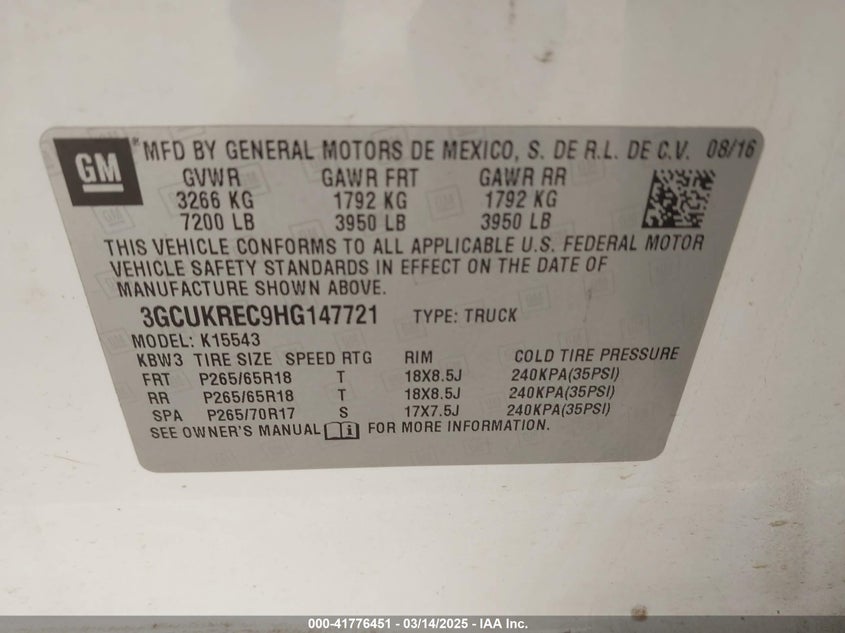 GM
MFD BY GENERAL MOTORS DE MEXICO, S. DE R.L. DE C.V. 08/16
GVWR GAWR FRT GAWR RR
3266 KG 1792 KG 1792 KG
7200 LB 3950 LB 3950 LB
THIS VEHICLE CONFORMS TO ALL APPLICABLE U.S. FEDERAL MOTOR
VEHICLE SAFETY STANDARDS IN EFFECT ON THE DATE OF
MANUFACTURE SHOWN ABOVE.
3GCUKREC9HG147721 TYPE: TRUCK
MODEL: K15543
KBW3 TIRE SIZE SPEED RTG RIM COLD TIRE PRESSURE
FRT P265/65R18 T 18X8.5J 240KPA(35PSI)
RR P265/65R18 T 18X8.5J 240KPA(35PSI)
SPA P265/70R17 S 17X7.5J 240KPA(35PSI)
SEE OWNER'S MANUAL FOR MORE INFORMATION.
000-41776451 - 03/14/2025 - IAA Inc.